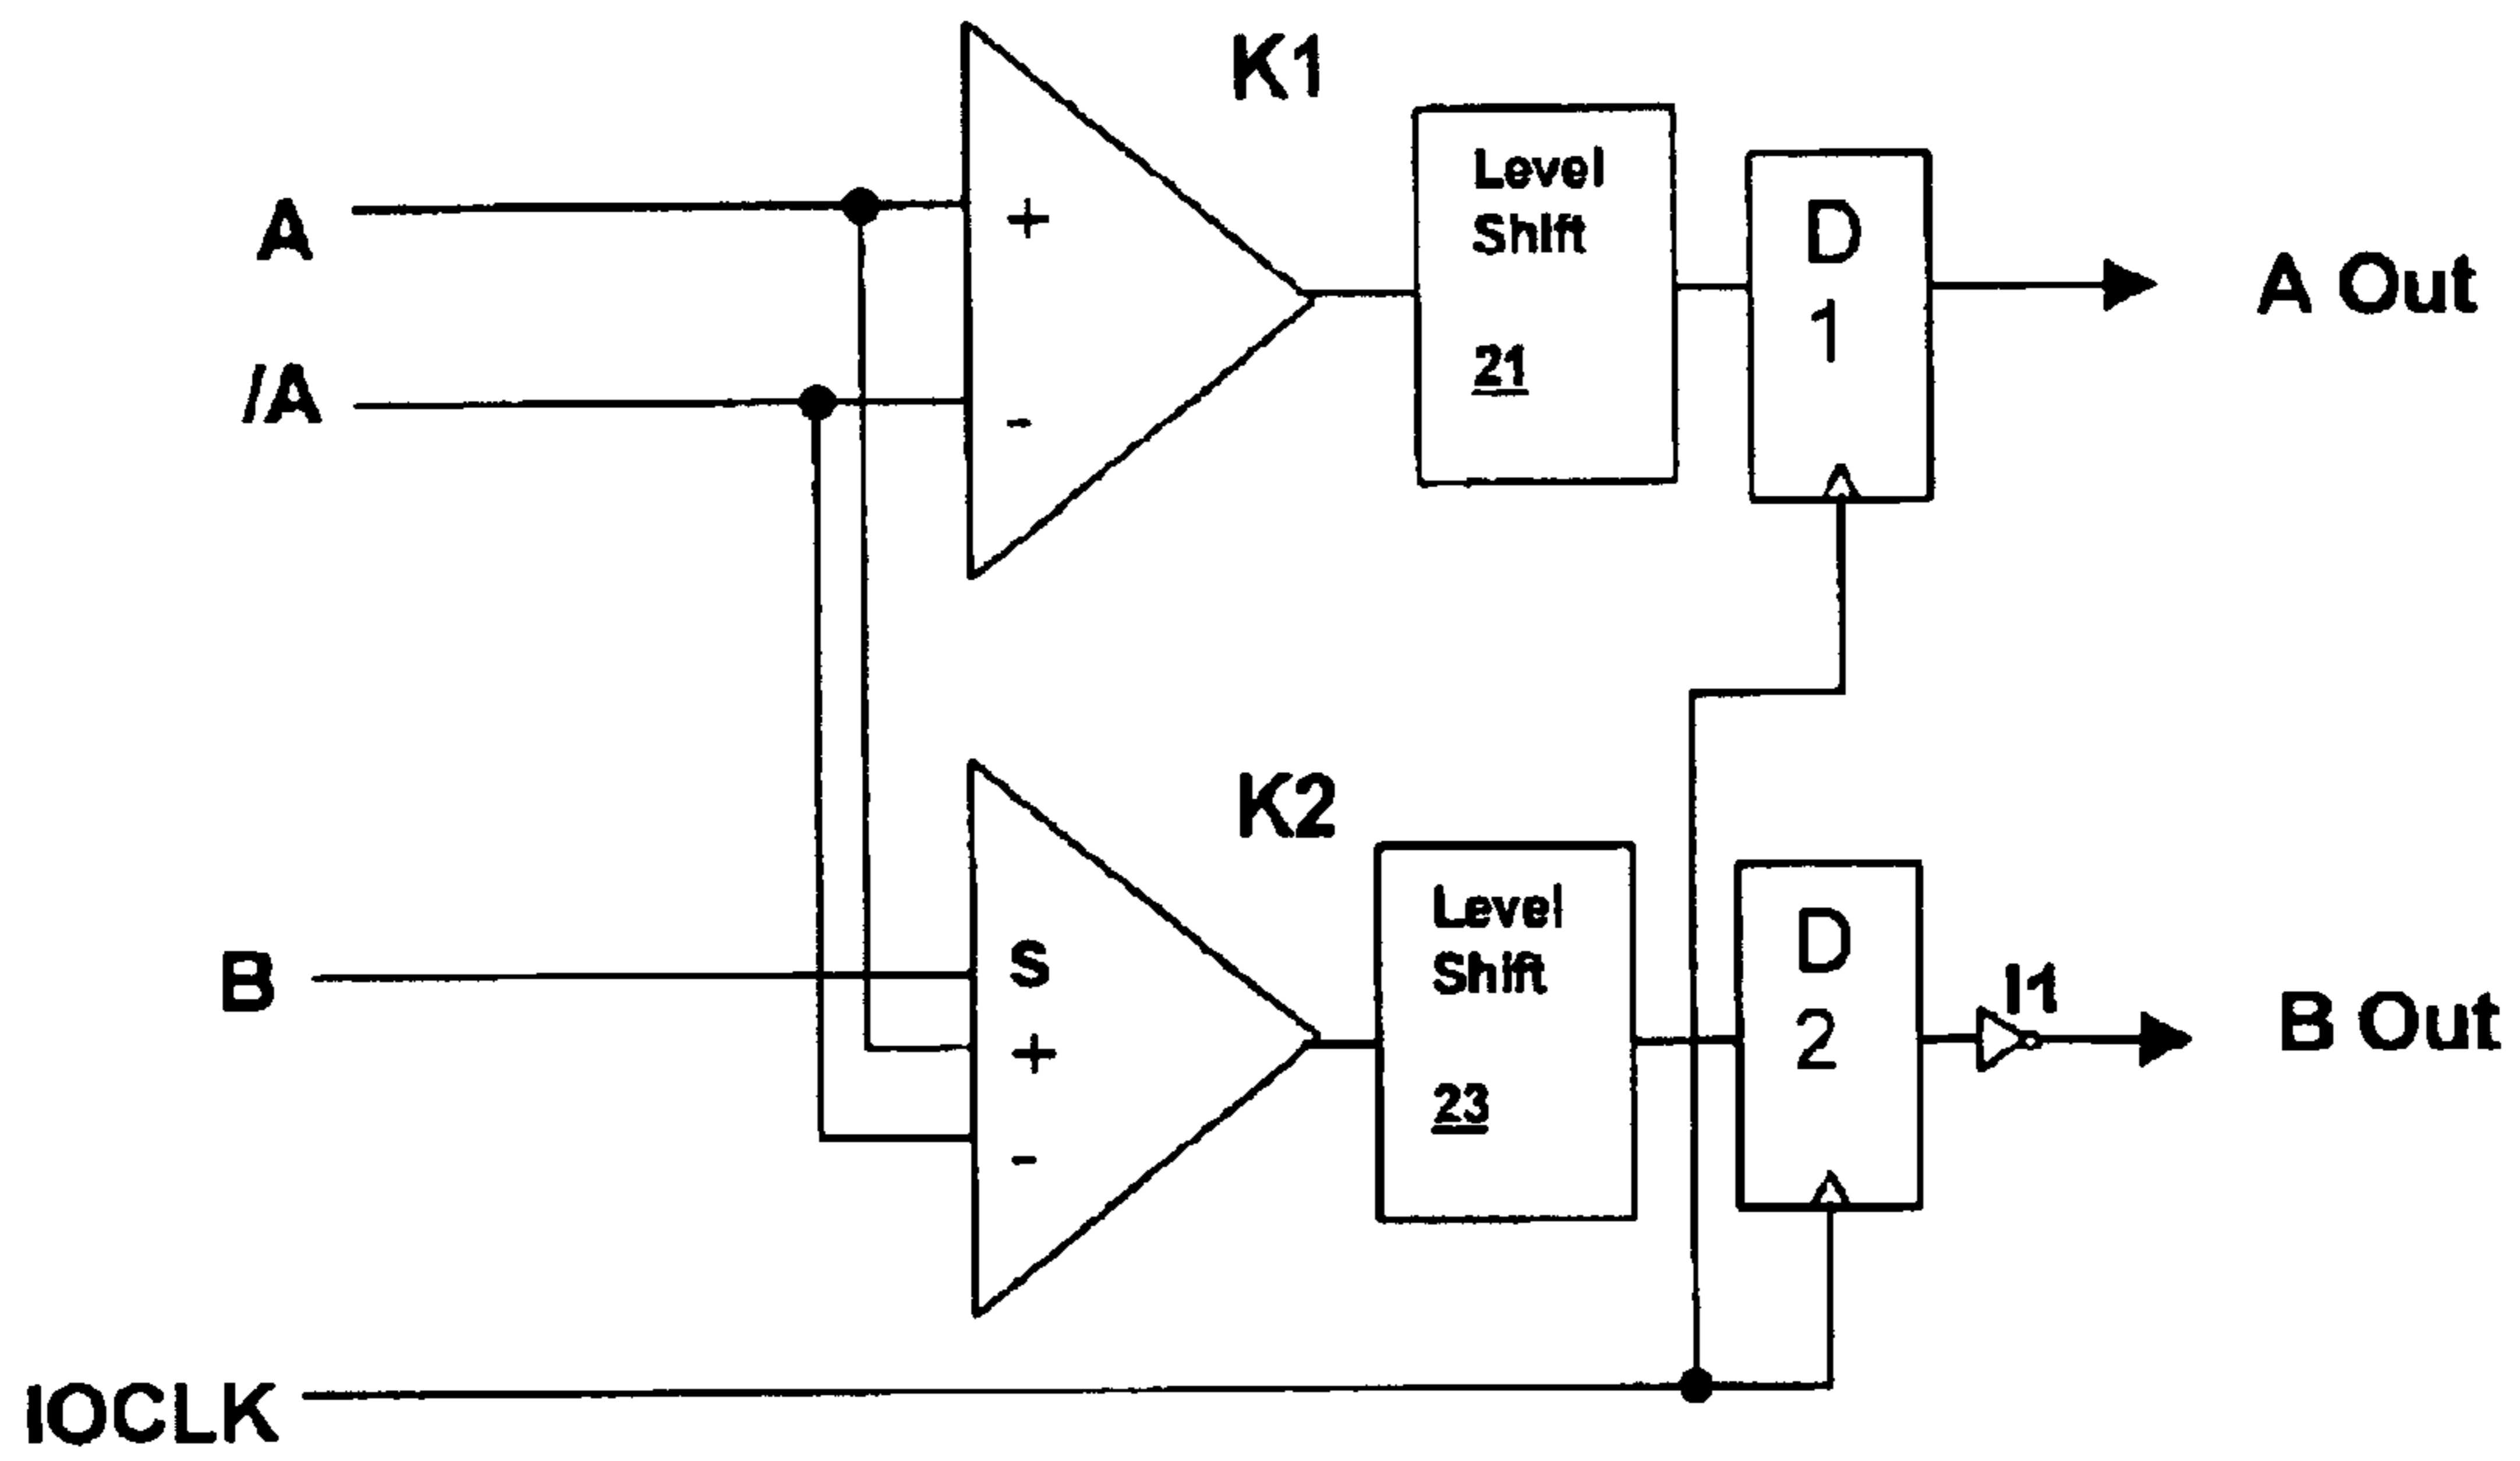 K1
A
+
/A
-
Level
Shift
21
D
1
A Out
K2
B
S
+
-
Level
Shift
23
D
2
I1
B Out
IOCLK